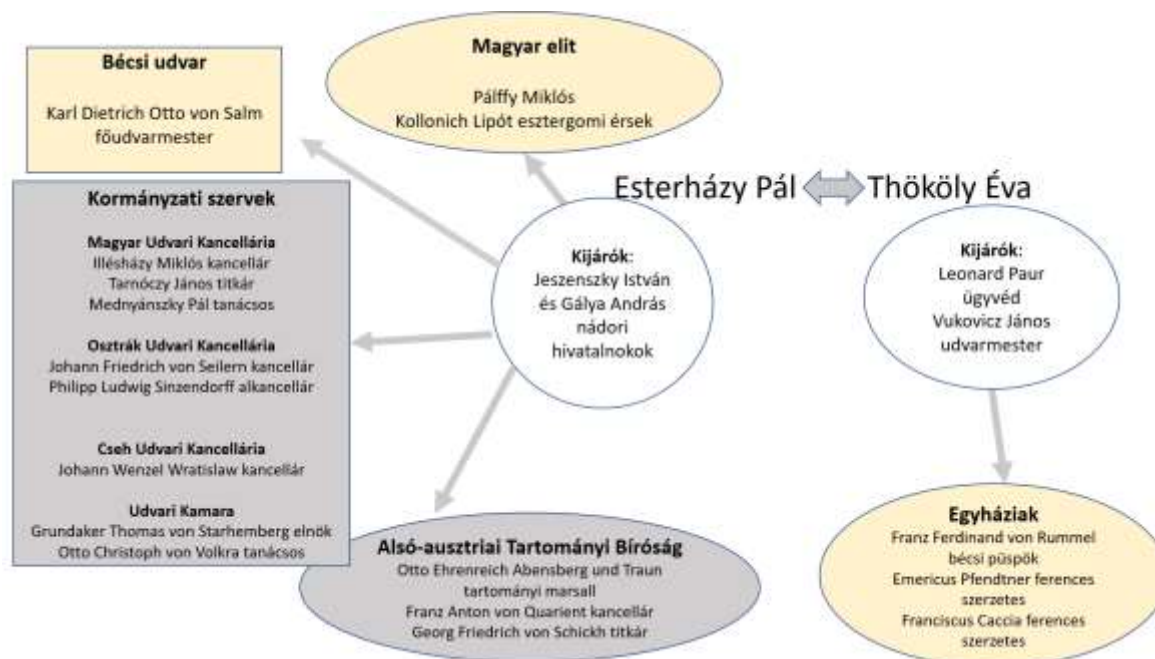 Bécsi udvar
Karl Dietrich Otto von Salm
főudvarmester
Magyar elit
Pálffy Miklós
Kollonich Lipót esztergomi érsek
Esterházy Pál
Thököly Éva
Kormányzati szervek
Magyar Udvari Kancellária
Illésházy Miklós kancellár
Tarnóczy János titkár
Mednyánszky Pál tanácsos
Osztrák Udvari Kancellária
Johann Friedrich von Seilern kancellár
Philipp Ludwig Sinzendorff alkancellár
Cseh Udvari Kancellária
Johann Wenzel Wratislaw kancellár
Udvari Kamara
Grundaker Thomas von Starhemberg elnök
Otto Christoph von Volkra tanácsos
Kijárók:
Jeszenszky István
és Gálya András
nádori
hivatalnokok
Kijárók:
Leonard Paur
ügyvéd
Vukovicz János
udvarmester
Alsó-ausztriai Tartományi Bíróság
Otto Ehrenreich Abensberg und Traun
tartományi marsall
Franz Anton von Quarient kancellár
Georg Friedrich von Schickh titkár
Egyháziak
Franz Ferdinand von Rummel
bécsi püspök
Emericus Pfendtner ferences
szerzetes
Franciscus Caccia ferences
szerzetes